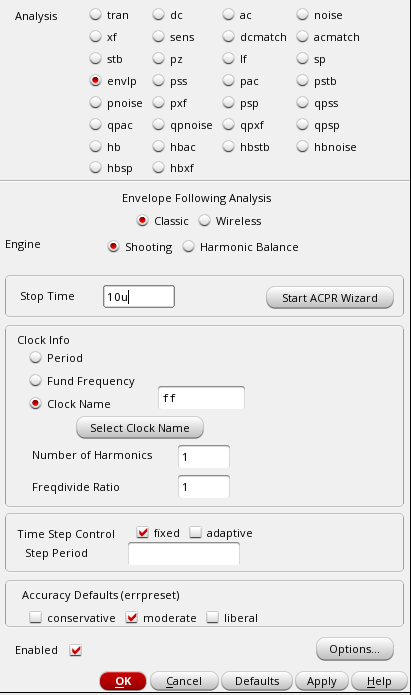 Analysis tran dc ac noise
xf sens dcmatch acmatch
stb pz lf sp
envlp pss pac pstb
pnoise pxf psp qpss
qpac qpnoise qpxf qpsp
hb hbac hbstb hbnoise
hbsp hbxf
Envelope Following Analysis
Classic Wireless
Engine Shooting Harmonic Balance
Stop Time 10u Start ACPR Wizard
Clock Info
Period
Fund Frequency
Clock Name ff
Select Clock Name
Number of Harmonics 1
Freqdivide Ratio 1
Time Step Control fixed adaptive
Step Period
Accuracy Defaults (errpreset)
conservative moderate liberal
Enabled Options...
OK Cancel Defaults Apply Help